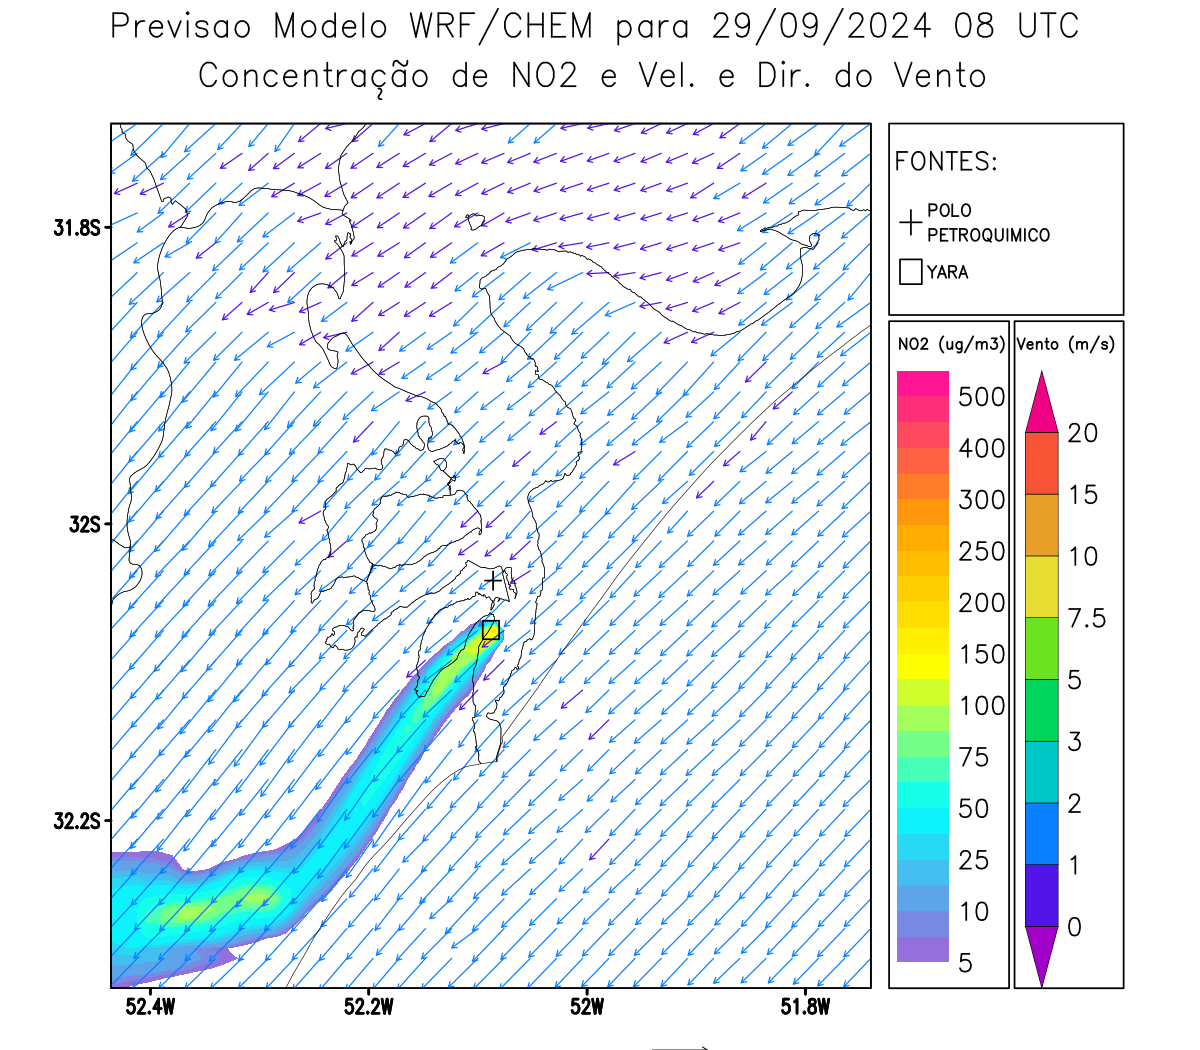 Previsao Modelo WRF/CHEM para 29/09/2024 08 UTC
Concentração de NO2 e Vel. e Dir. do Vento
FONTES:
POLO
PETROQUIMICO
YARA
NO2 (ug/m3)
500
400
300
250
200
150
100
75
50
25
10
5
Vento (m/s)
20
15
10
7.5
5
3
2
1
0
31.8S
32S
32.2S
52.4W
52.2W
52W
51.8W